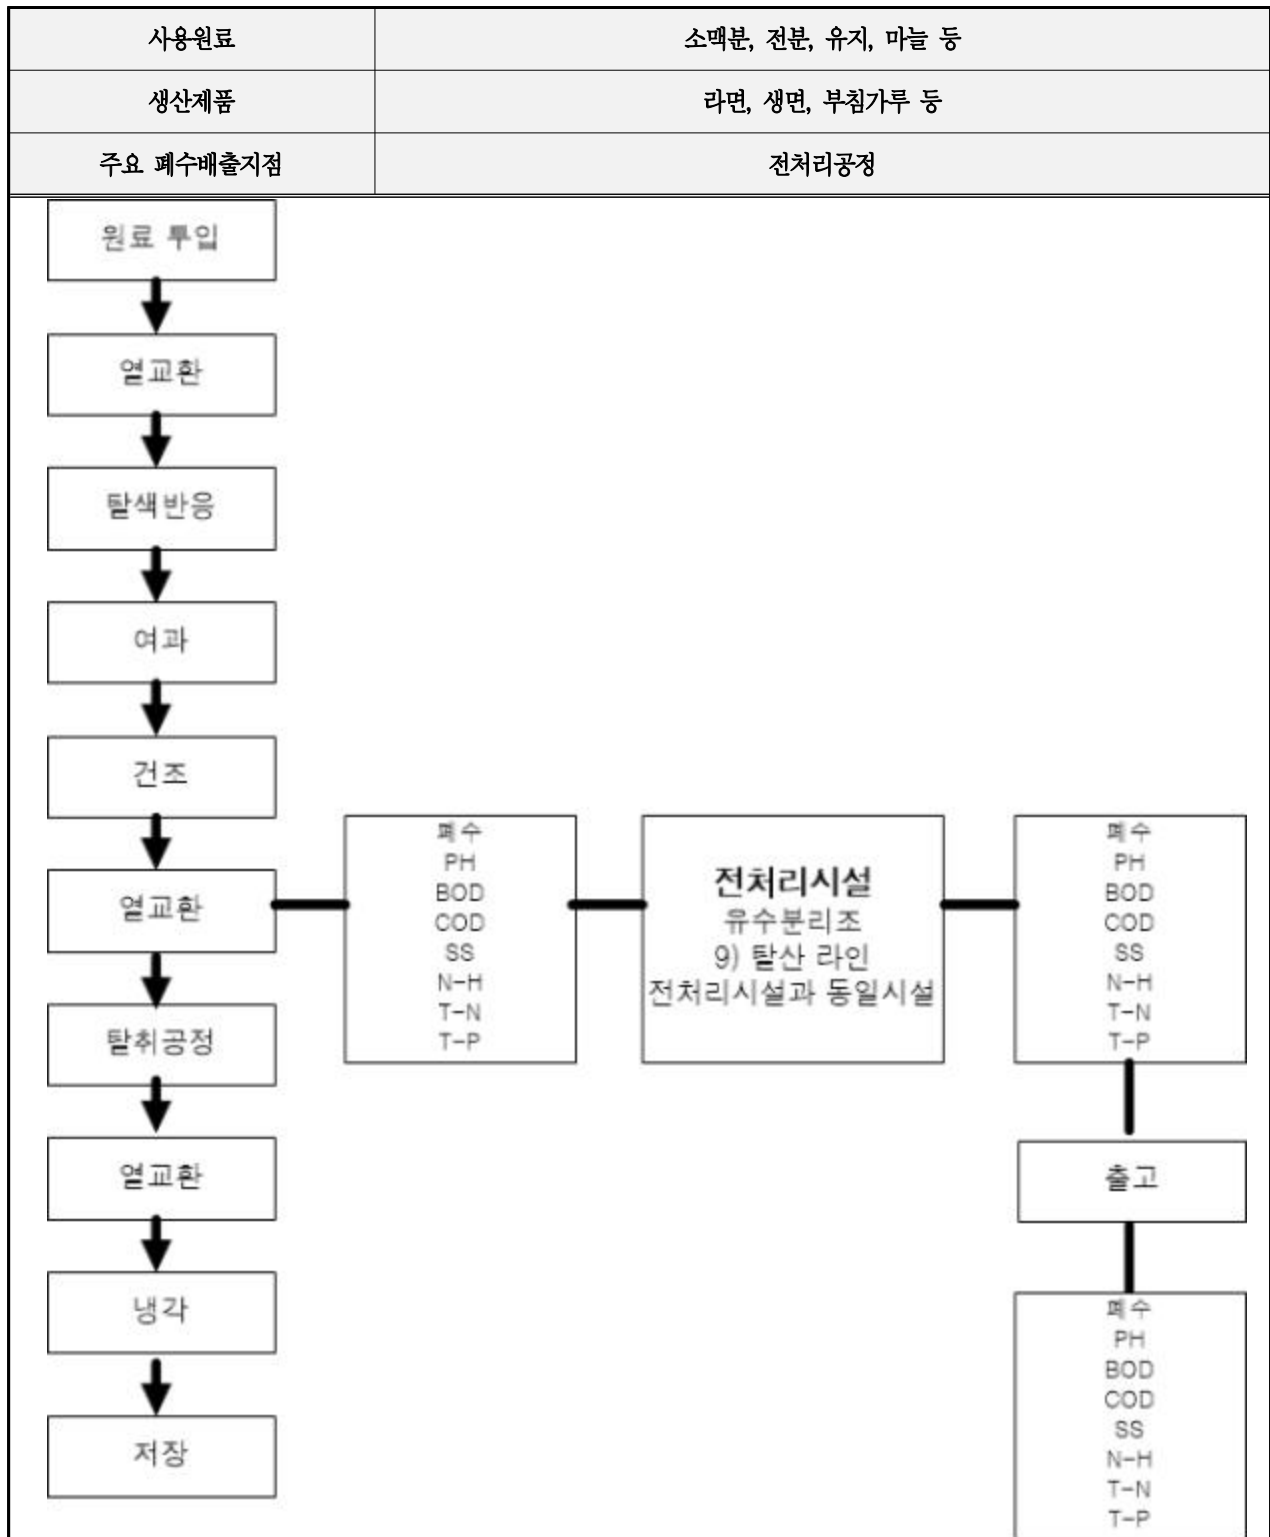 사용원료 소맥분, 전분, 유지, 마늘 등
생산제품 라면, 생면, 부침가루 등
주요 폐수배출지점 전처리공정
원료 투입
열교환
탈색반응
여과
건조
열교환
탈취공정
열교환
냉각
저장
폐수
PH
BOD
COD
SS
N-H
T-N
T-P
전처리시설
유수분리조
9) 탈산 라인
전처리시설과 동일시설
폐수
PH
BOD
COD
SS
N-H
T-N
T-P
출고
폐수
PH
BOD
COD
SS
N-H
T-N
T-P